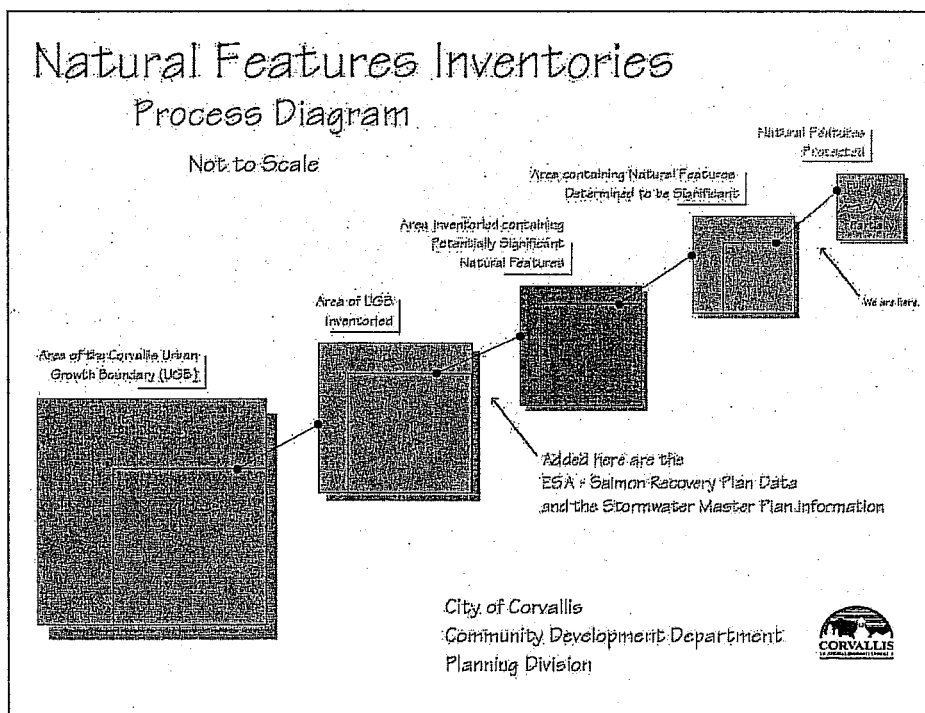 Natural Features Inventories
Process Diagram
Not to Scale
Natural Features
Protected
Area containing Natural Features
Determined to be Significant
Partially
Area Inventoried containing
Potentially Significant
Natural Features
We are here.
Area of UGB
Inventoried
Area of the Corvallis Urban
Growth Boundary (UGB)
Added here are the
ESA - Salmon Recovery Plan Data
and the Stormwater Master Plan Information
City of Corvallis
Community Development Department
Planning Division
CORVALLIS